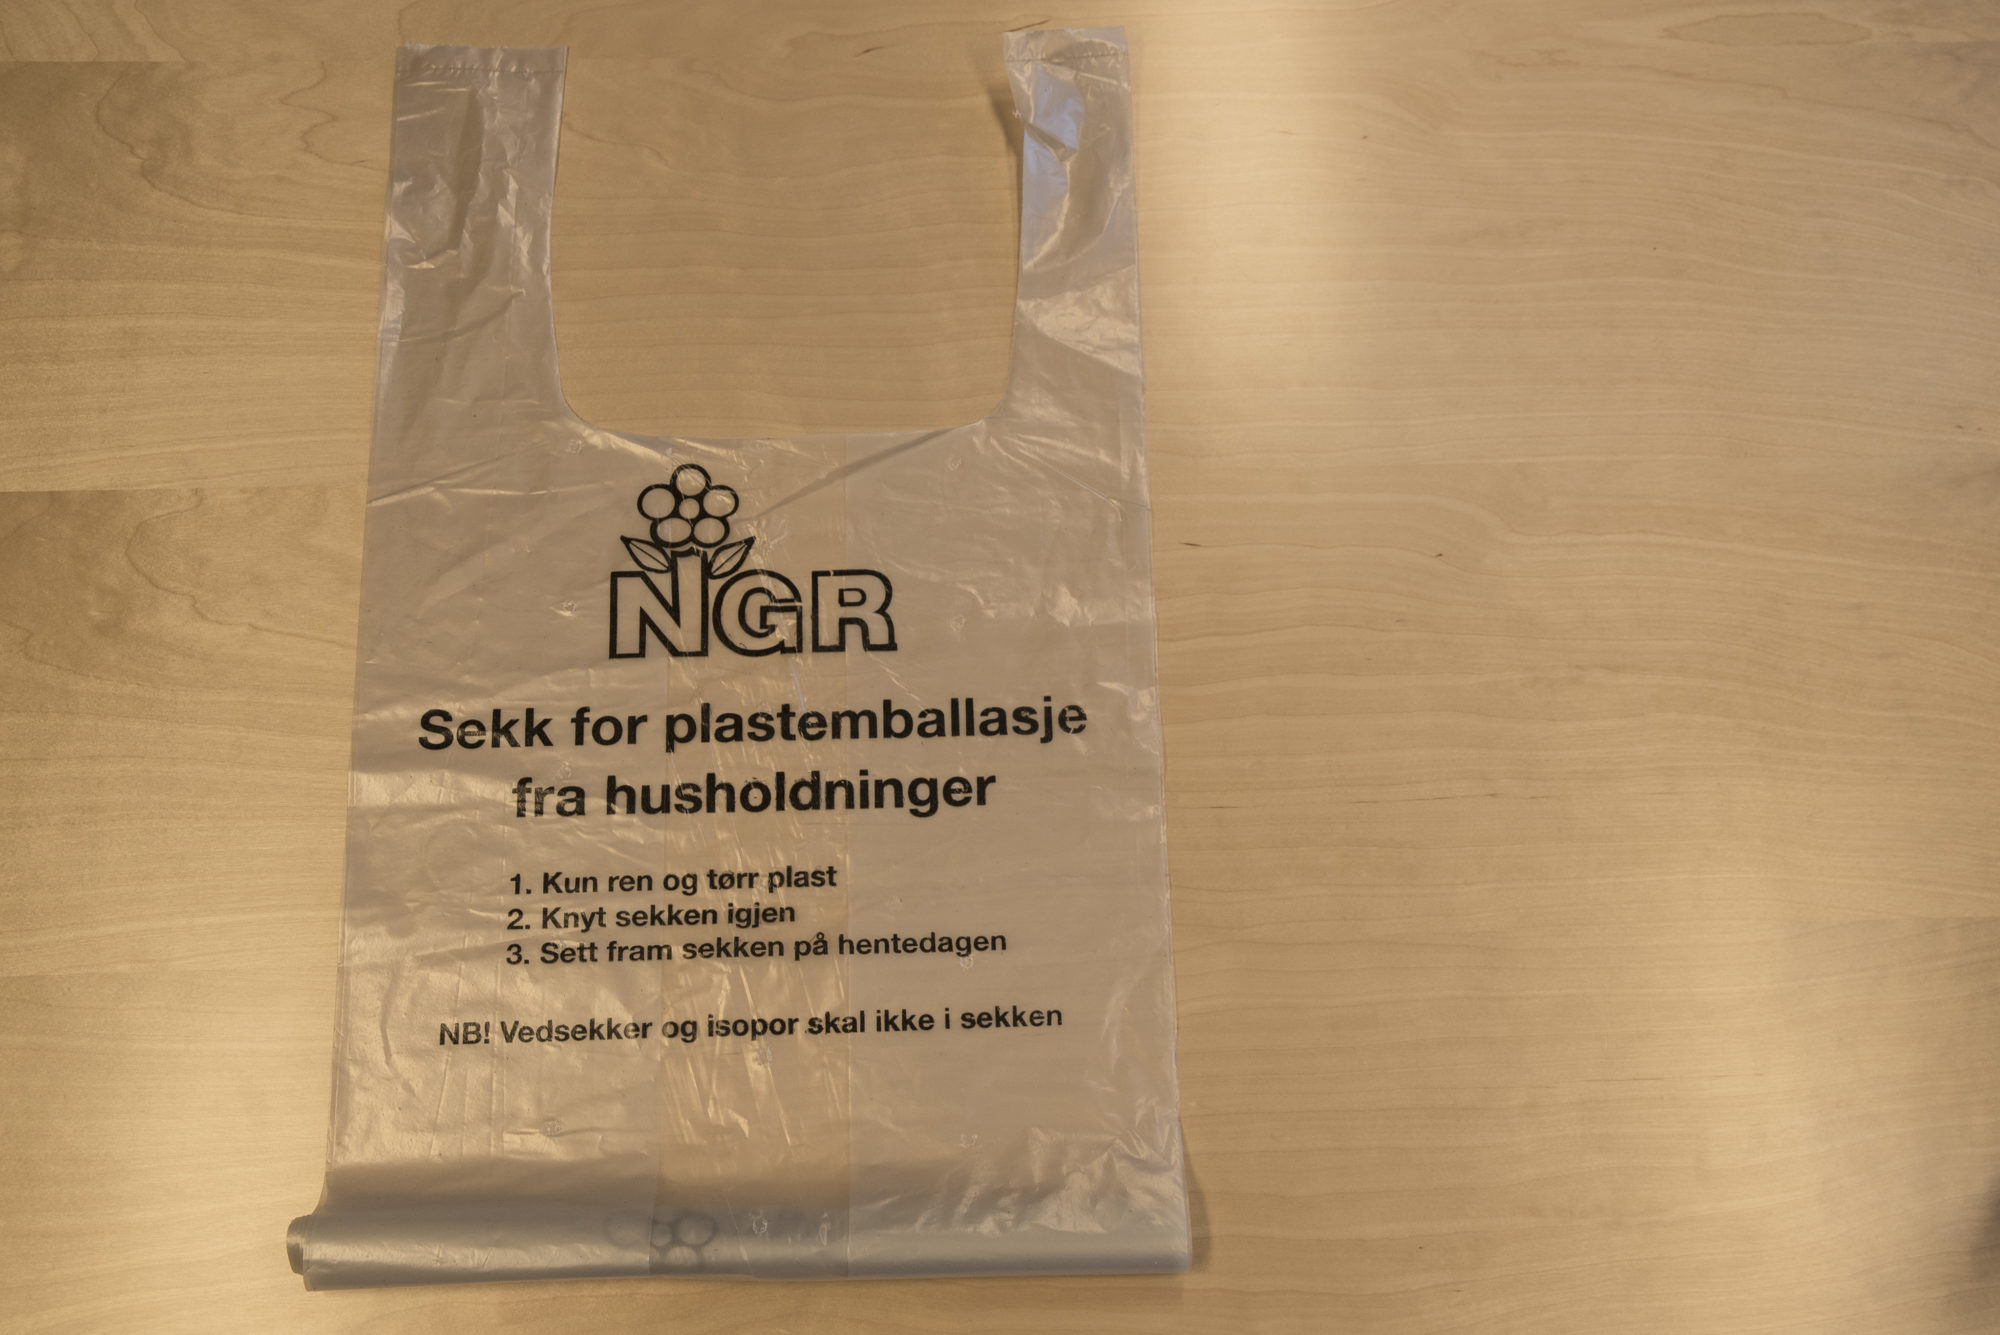 NGR
Sekk for plastemballasje
fra husholdninger
1. Kun ren og tørr plast
2. Knyt sekken igjen
3. Sett fram sekken på hentedagen
NB! Vedsekker og isopor skal ikke i sekken